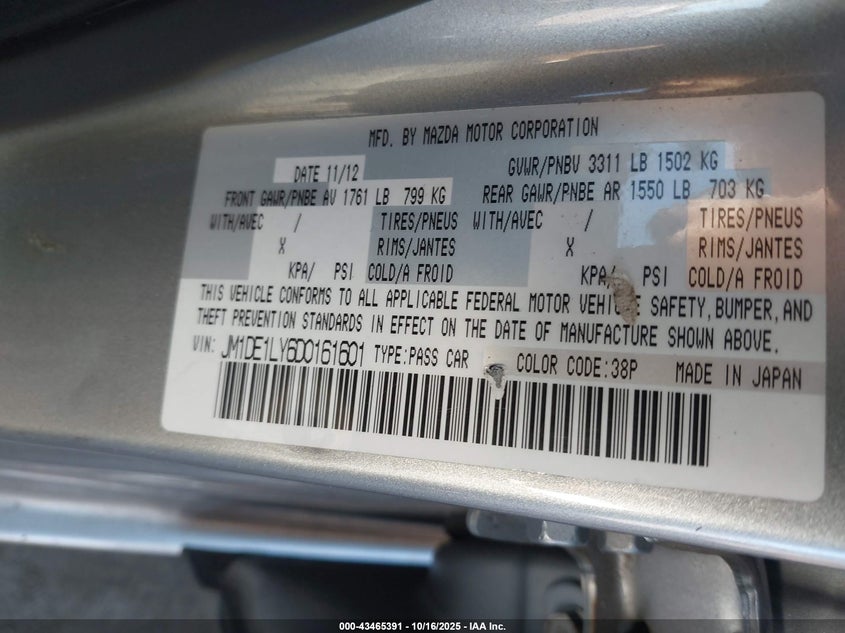 MFD. BY MAZDA MOTOR CORPORATION
DATE 11/12 GVWR/PNBV 3311 LB 1502 KG
FRONT GAWR/PNBE AV 1761 LB 799 KG REAR GAWR/PNBE AR 1550 LB 703 KG
WITH/AVEC / TIRES/PNEUS WITH/AVEC / TIRES/PNEUS
X RIMS/JANTES X RIMS/JANTES
KPA/ PSI COLD/A FROID KPA/ PSI COLD/A FROID
THIS VEHICLE CONFORMS TO ALL APPLICABLE FEDERAL MOTOR VEHICLE SAFETY, BUMPER, AND
THEFT PREVENTION STANDARDS IN EFFECT ON THE DATE OF MANUFACTURE SHOWN ABOVE.
VIN: JM1DE1LY6D0161601 TYPE:PASS CAR COLOR CODE:38P MADE IN JAPAN
000-43465391 - 10/16/2025 - IAA Inc.